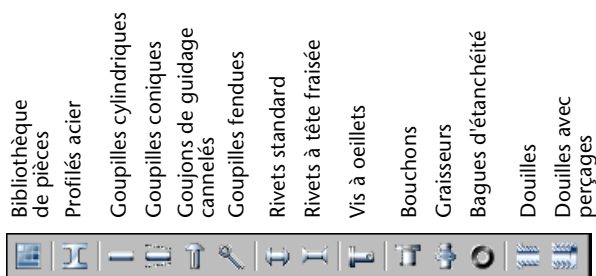 Bibliothèque
de pièces
Profilés acier
Goupilles cylindriques
Goupilles coniques
Goujons de guidage
cannelés
Goupilles fendues
Rivets standard
Rivets à tête fraisée
Vis à oeillets
Bouchons
Graisseurs
Bagues d'étanchéité
Douilles
Douilles avec
perçages